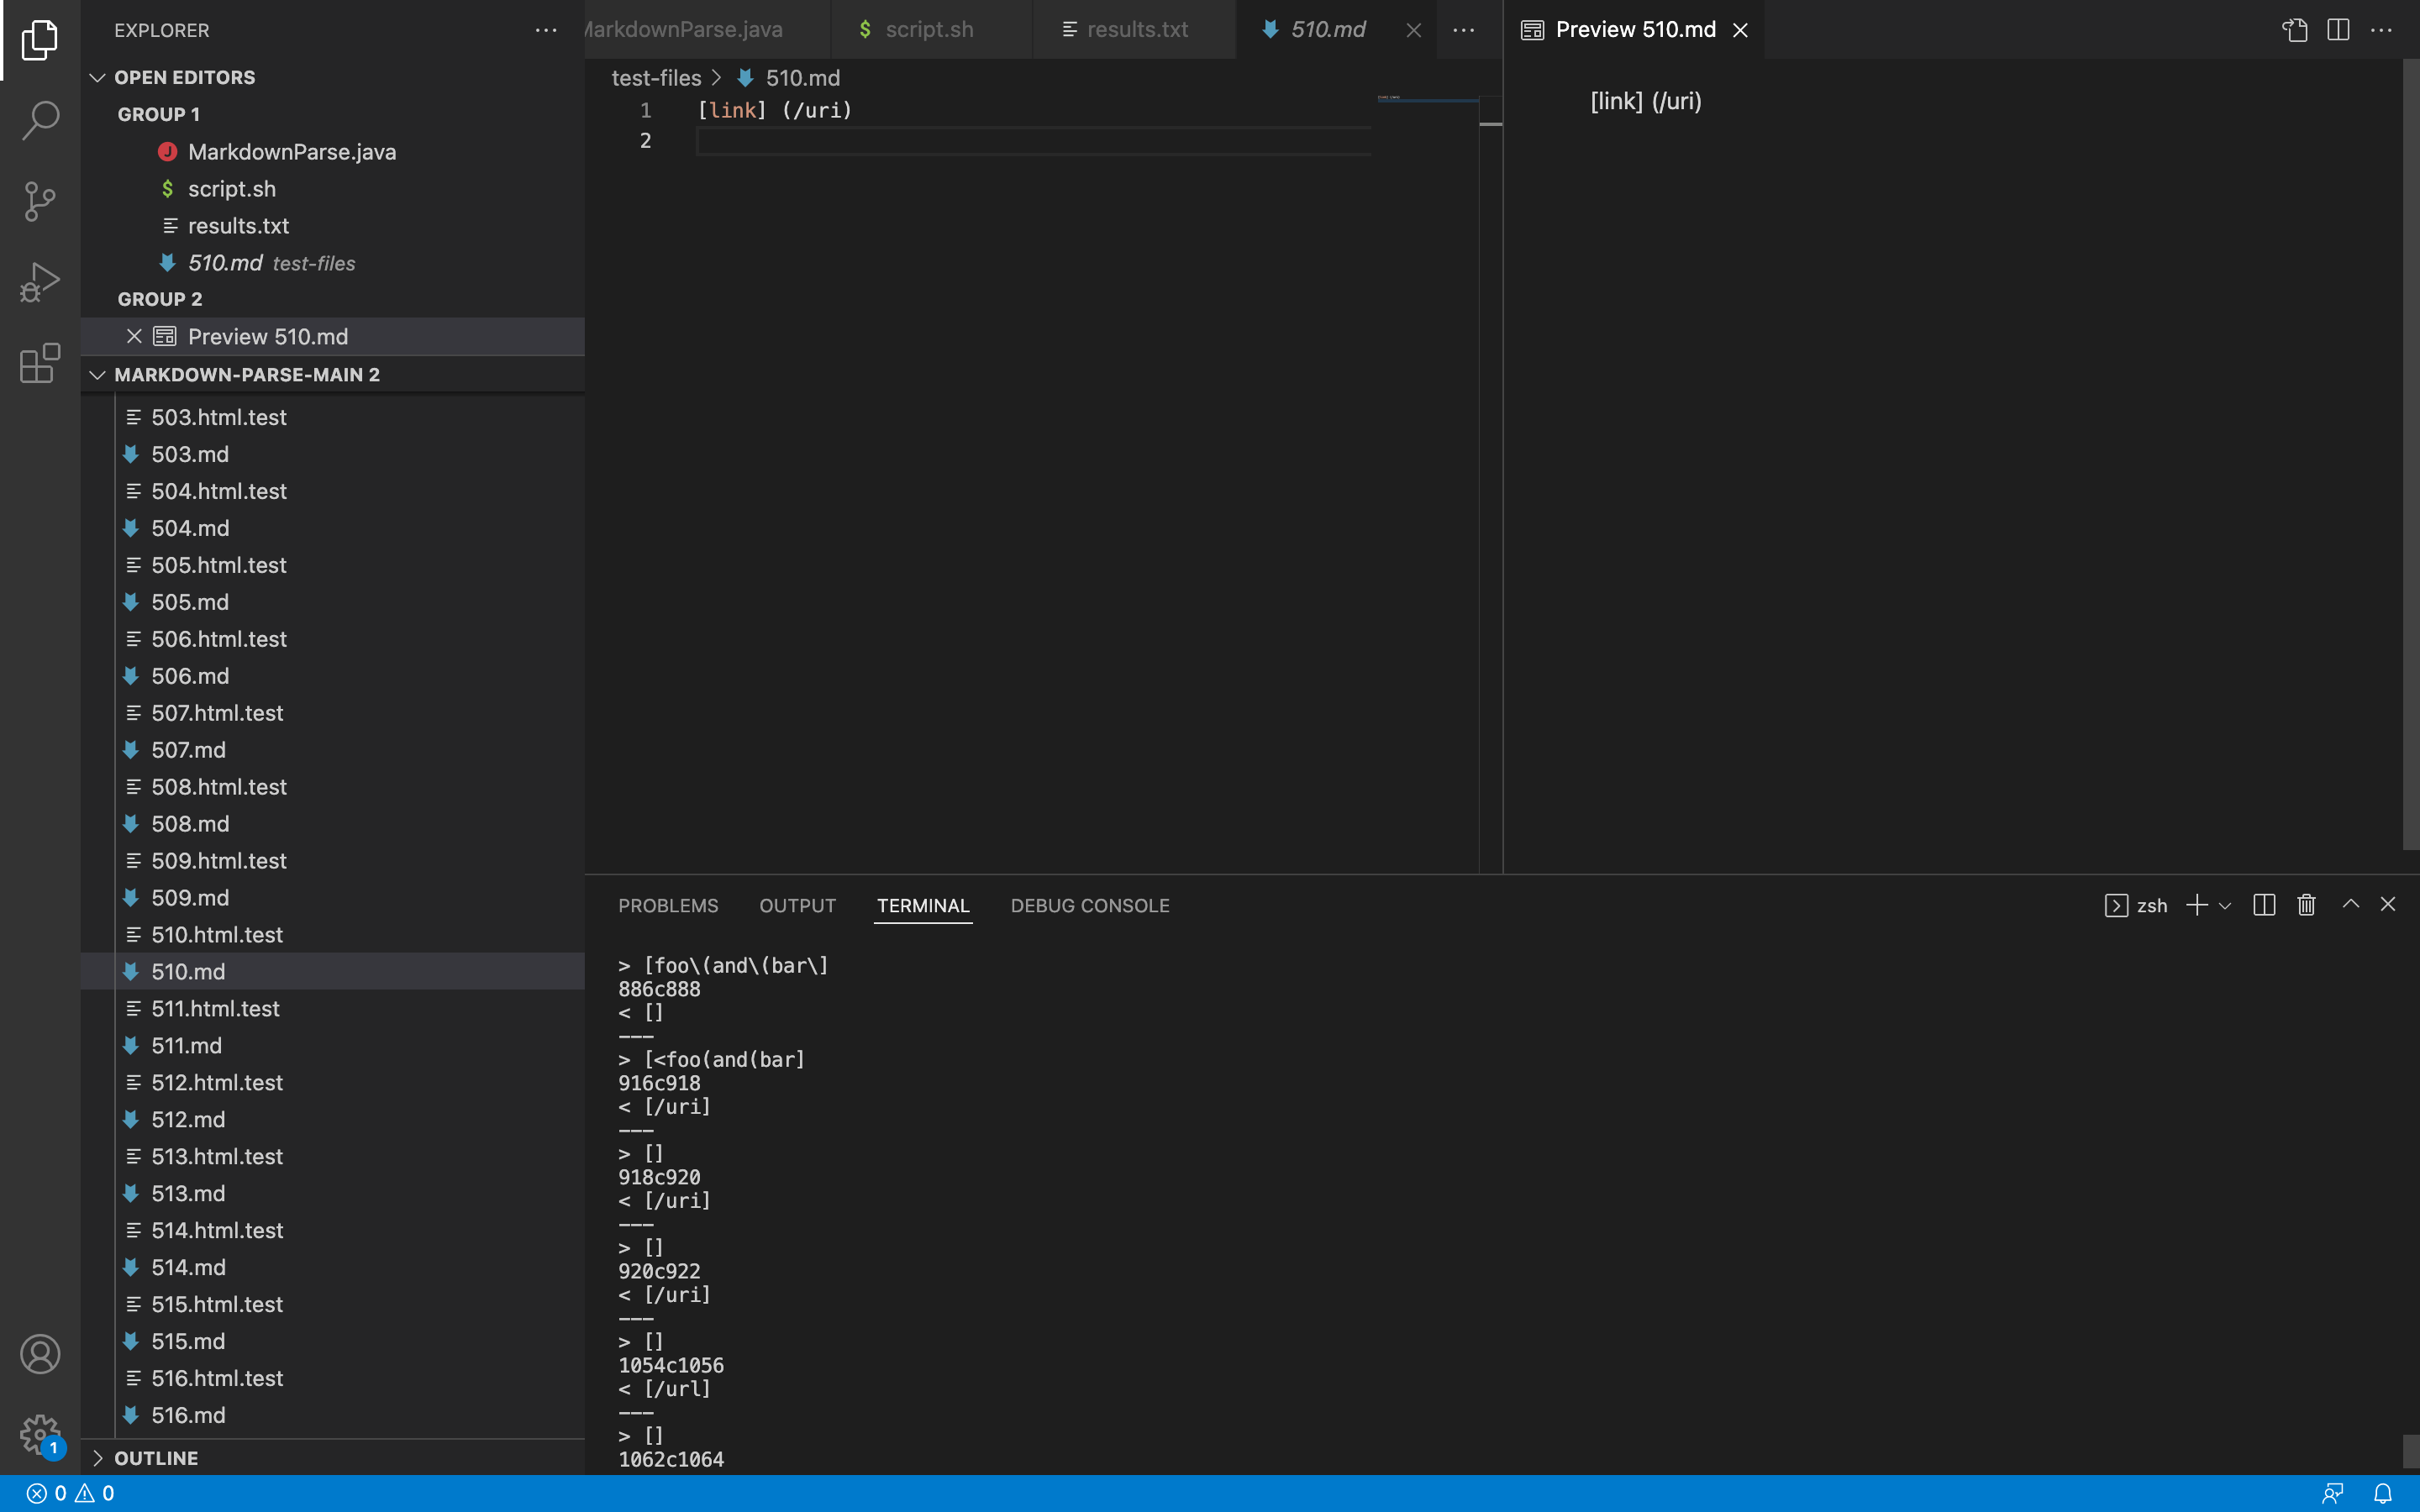 EXPLORER
OPEN EDITORS
GROUP 1
MarkdownParse.java
$ script.sh
results.txt
510.md test-files
GROUP 2
Preview 510.md
MARKDOWN-PARSE-MAIN 2
503.html.test
503.md
504.html.test
504.md
505.html.test
505.md
506.html.test
506.md
507.html.test
507.md
508.html.test
508.md
509.html.test
509.md
510.html.test
510.md
511.html.test
511.md
512.html.test
512.md
513.html.test
513.md
514.html.test
514.md
515.html.test
515.md
516.html.test
516.md
OUTLINE
1
0 0
MarkdownParse.java $ script.sh results.txt 510.md
test-files > 510.md
1 [link] (/uri)
2
Preview 510.md
[link] (/uri)
PROBLEMS OUTPUT TERMINAL DEBUG CONSOLE zsh
> [foo\(and\(bar\]
886c888
< []
---
> [<foo(and(bar]
916c918
< [/uri]
---
> []
918c920
< [/uri]
---
> []
920c922
< [/uri]
---
> []
1054c1056
< [/url]
---
> []
1062c1064